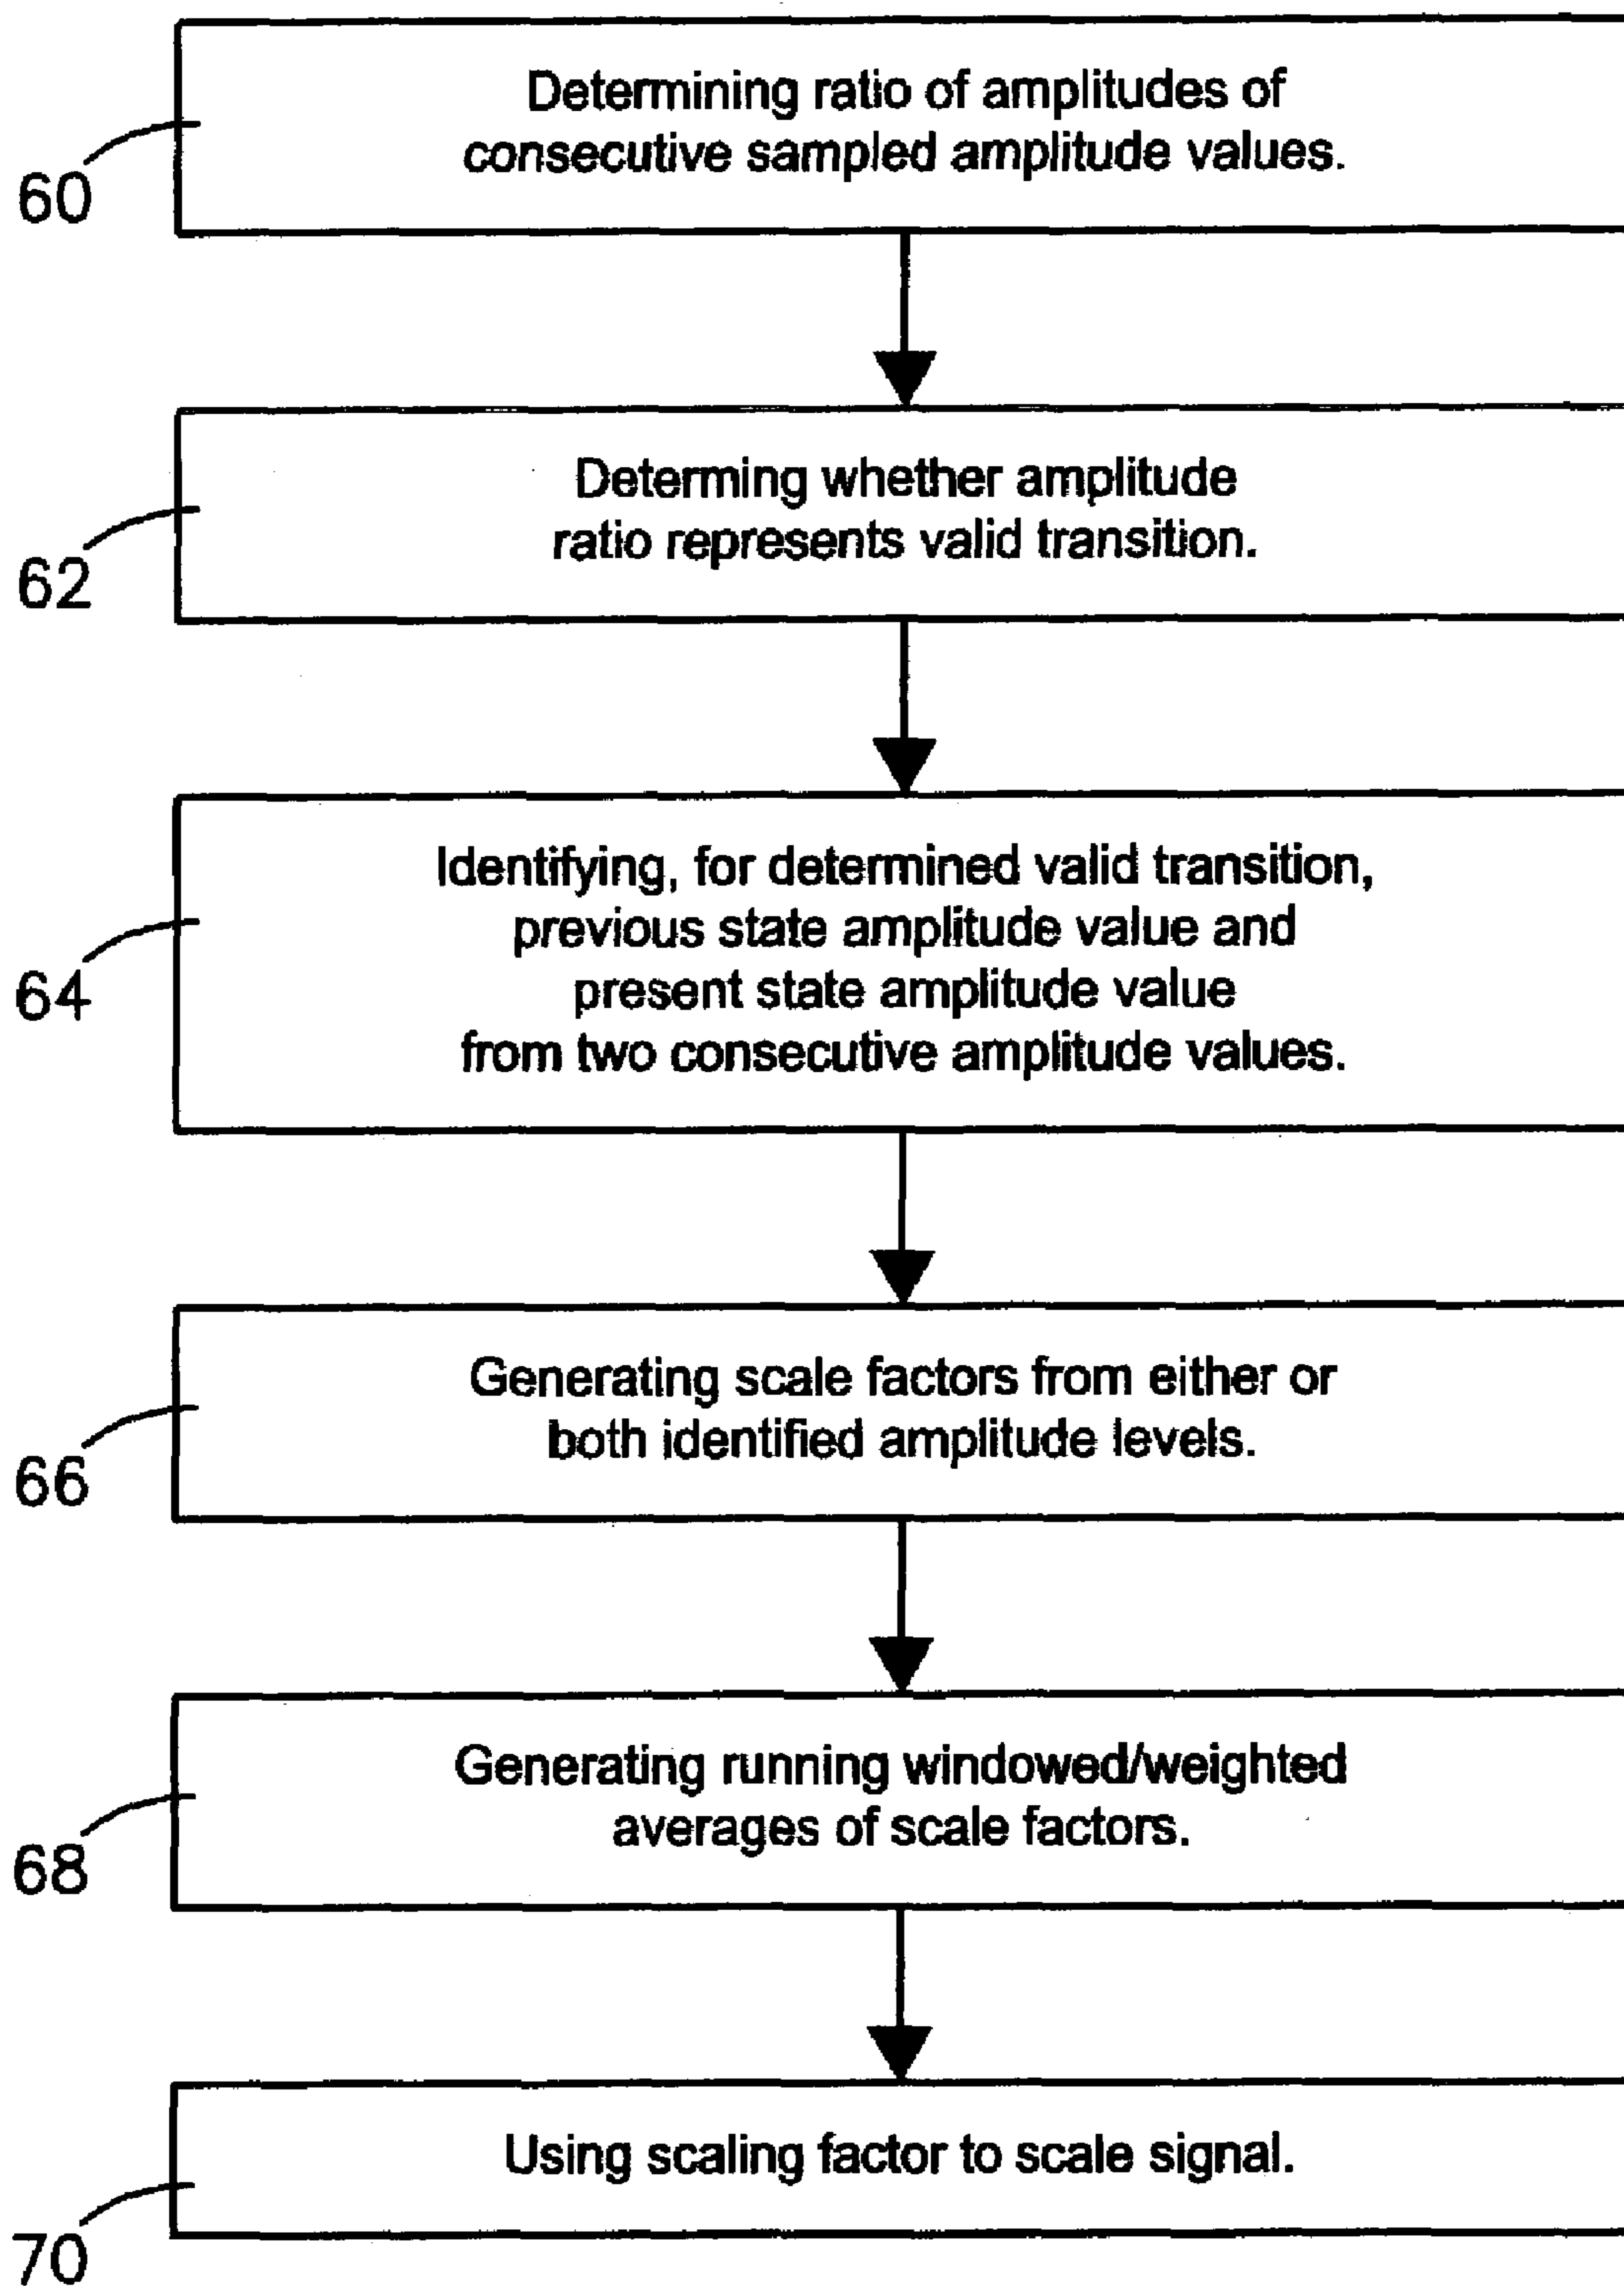 Determining ratio of amplitudes of
consecutive sampled amplitude values.
60
Determing whether amplitude
ratio represents valid transition.
62
Identifying, for determined valid transition,
previous state amplitude value and
present state amplitude value
from two consecutive amplitude values.
64
Generating scale factors from either or
both identified amplitude levels.
66
Generating running windowed/weighted
averages of scale factors.
68
Using scaling factor to scale signal.
70